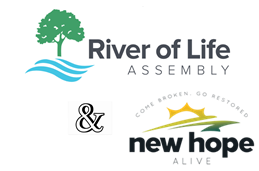 River of Life
ASSEMBLY
&
COME BROKEN. GO RESTORED
new hope
ALIVE